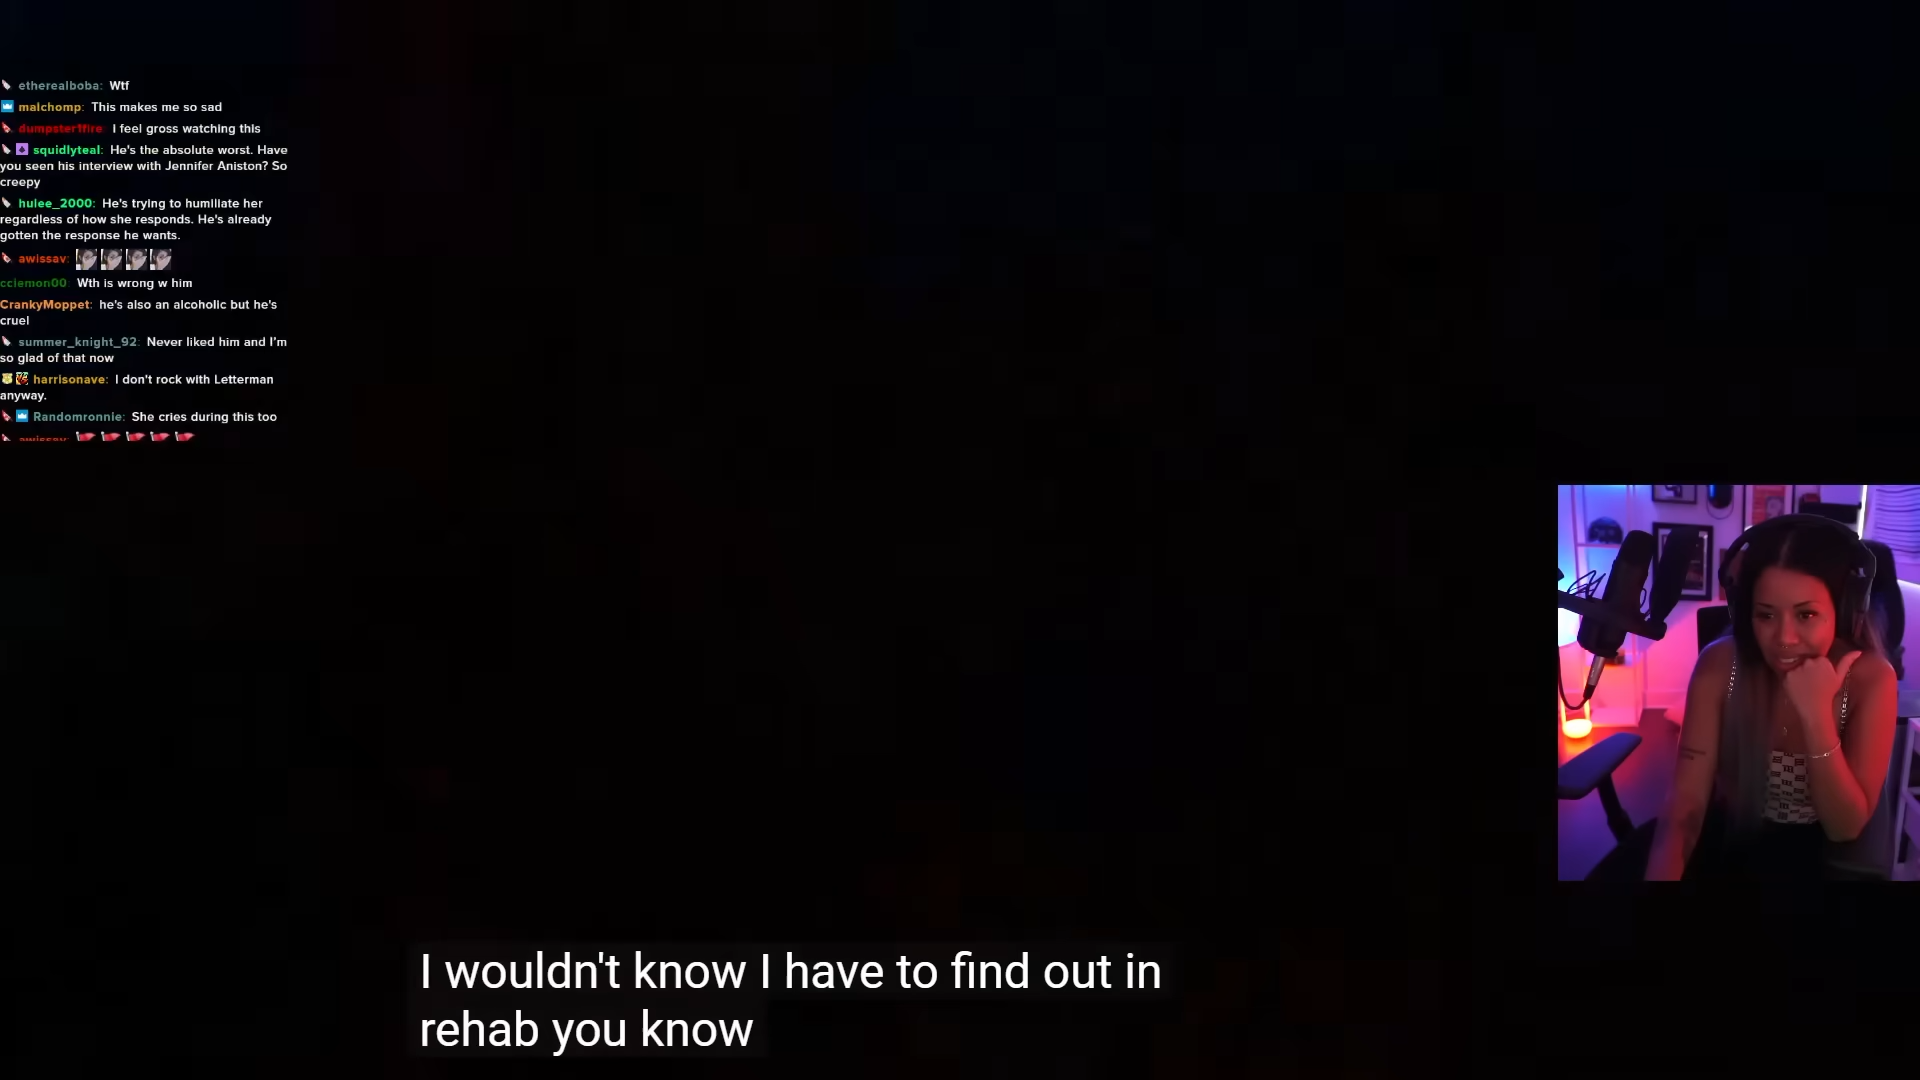 etherealboba: Wtf
malchomp: This makes me so sad
dumpster1fire I feel gross watching this
squidlyteal: He's the absolute worst. Have
you seen his interview with Jennifer Aniston? So
creepy
hulee_2000: He's trying to humiliate her
regardless of how she responds. He's already
gotten the response he wants.
awissav:
cclemon00: Wth is wrong w him
CrankyMoppet: he's also an alcoholic but he's
cruel
summer_knight_92: Never liked him and I'm
so glad of that now
harrisonave: I don't rock with Letterman
anyway.
Randomronnie: She cries during this too
awissav:
I wouldn't know I have to find out in
rehab you know